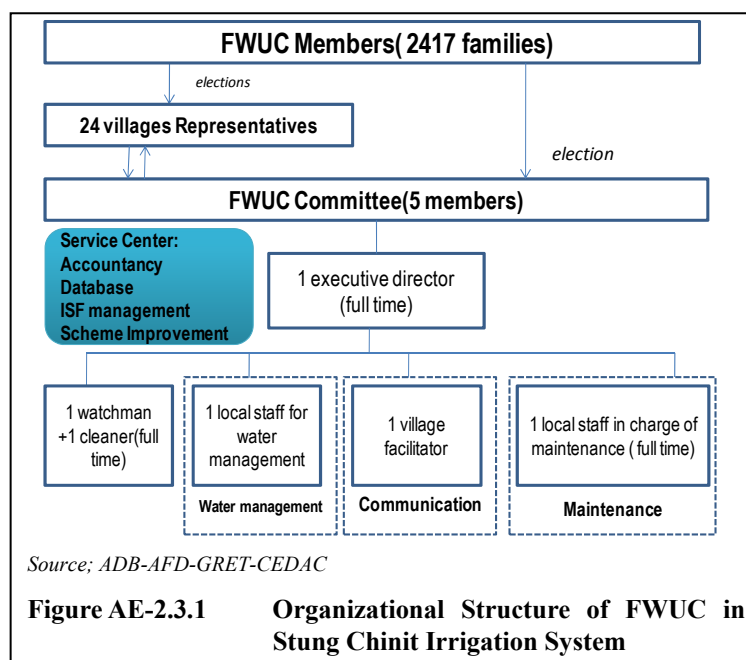 FWUC Members( 2417 families)
elections
24 villages Representatives
election
FWUC Committee(5 members)
Service Center:
Accountancy
Database
ISF management
Scheme Improvement
1 executive director
(full time)
1 watchman
+1 cleaner(full
time)
1 local staff for
water
management
Water management
1 village
facilitator
Communication
1 local staff in charge of
maintenance ( full time)
Maintenance
Source; ADB-AFD-GRET-CEDAC
Figure AE-2.3.1 Organizational Structure of FWUC in
Stung Chinit Irrigation System